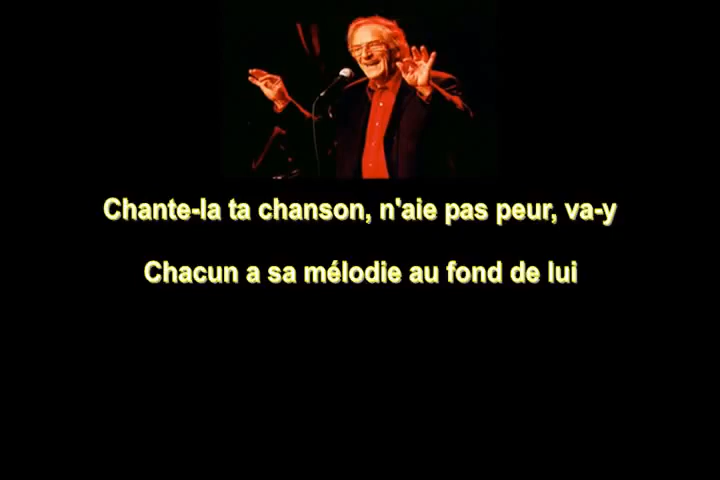 Chante-la ta chanson, n'aie pas peur, va-y
Chacun a sa mélodie au fond de lui